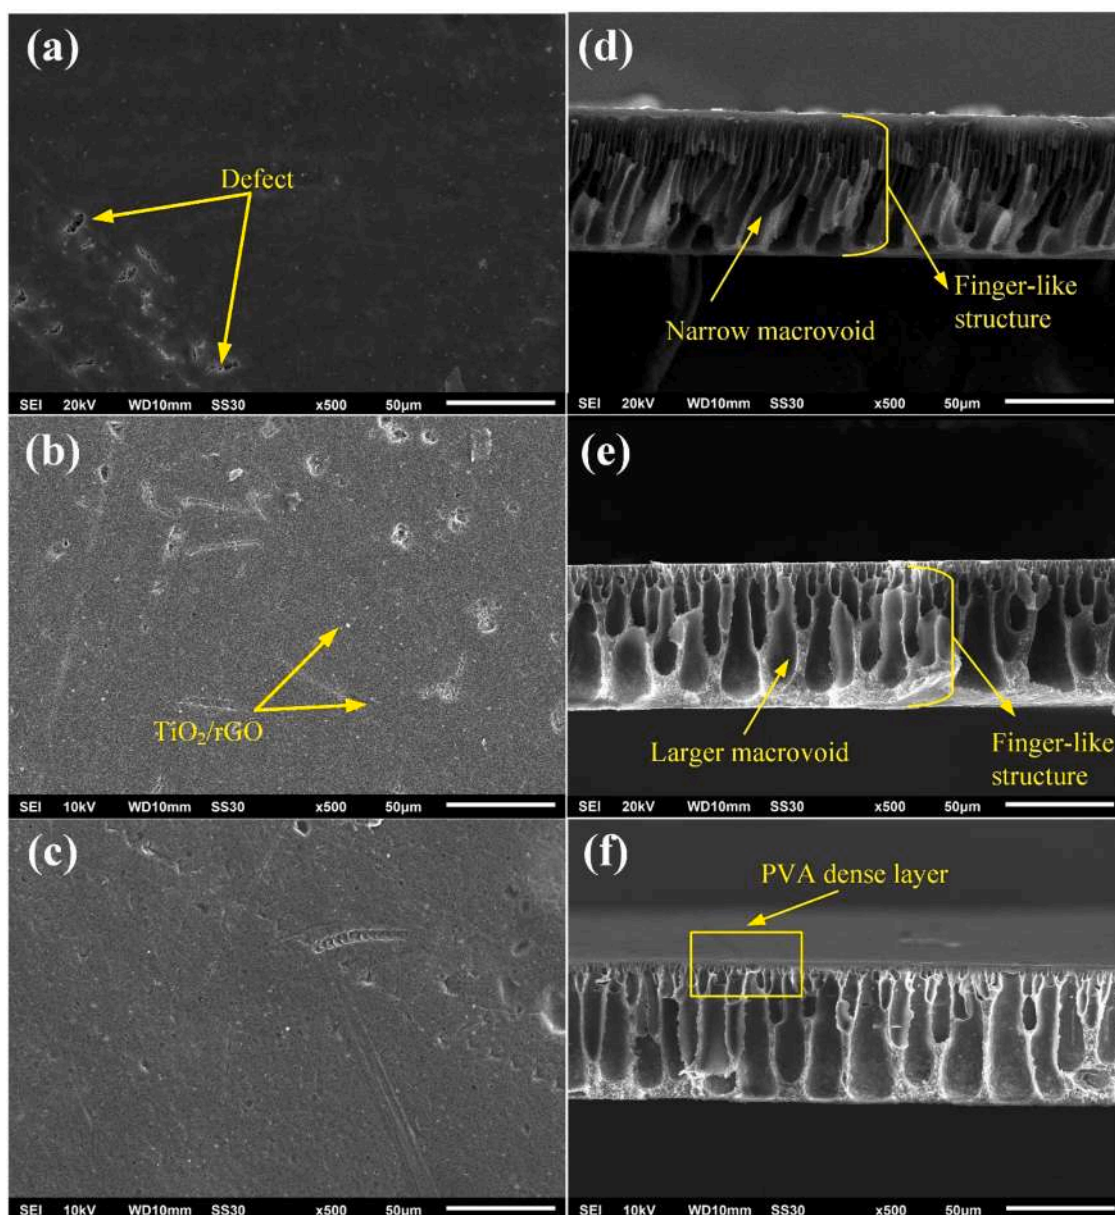 (a)
Defect
SEI 20kV WD10mm SS30 x500 50μm
(d)
Narrow macrovoid
Finger-like
structure
SEI 20kV WD10mm SS30 x500 50μm
(b)
TiO₂/rGO
SEI 10kV WD10mm SS30 x500 50μm
(e)
Larger macrovoid
Finger-like
structure
SEI 20kV WD10mm SS30 x500 50μm
(c)
SEI 10kV WD10mm SS30 x500 50μm
(f)
PVA dense layer
SEI 10kV WD10mm SS30 x500 50μm